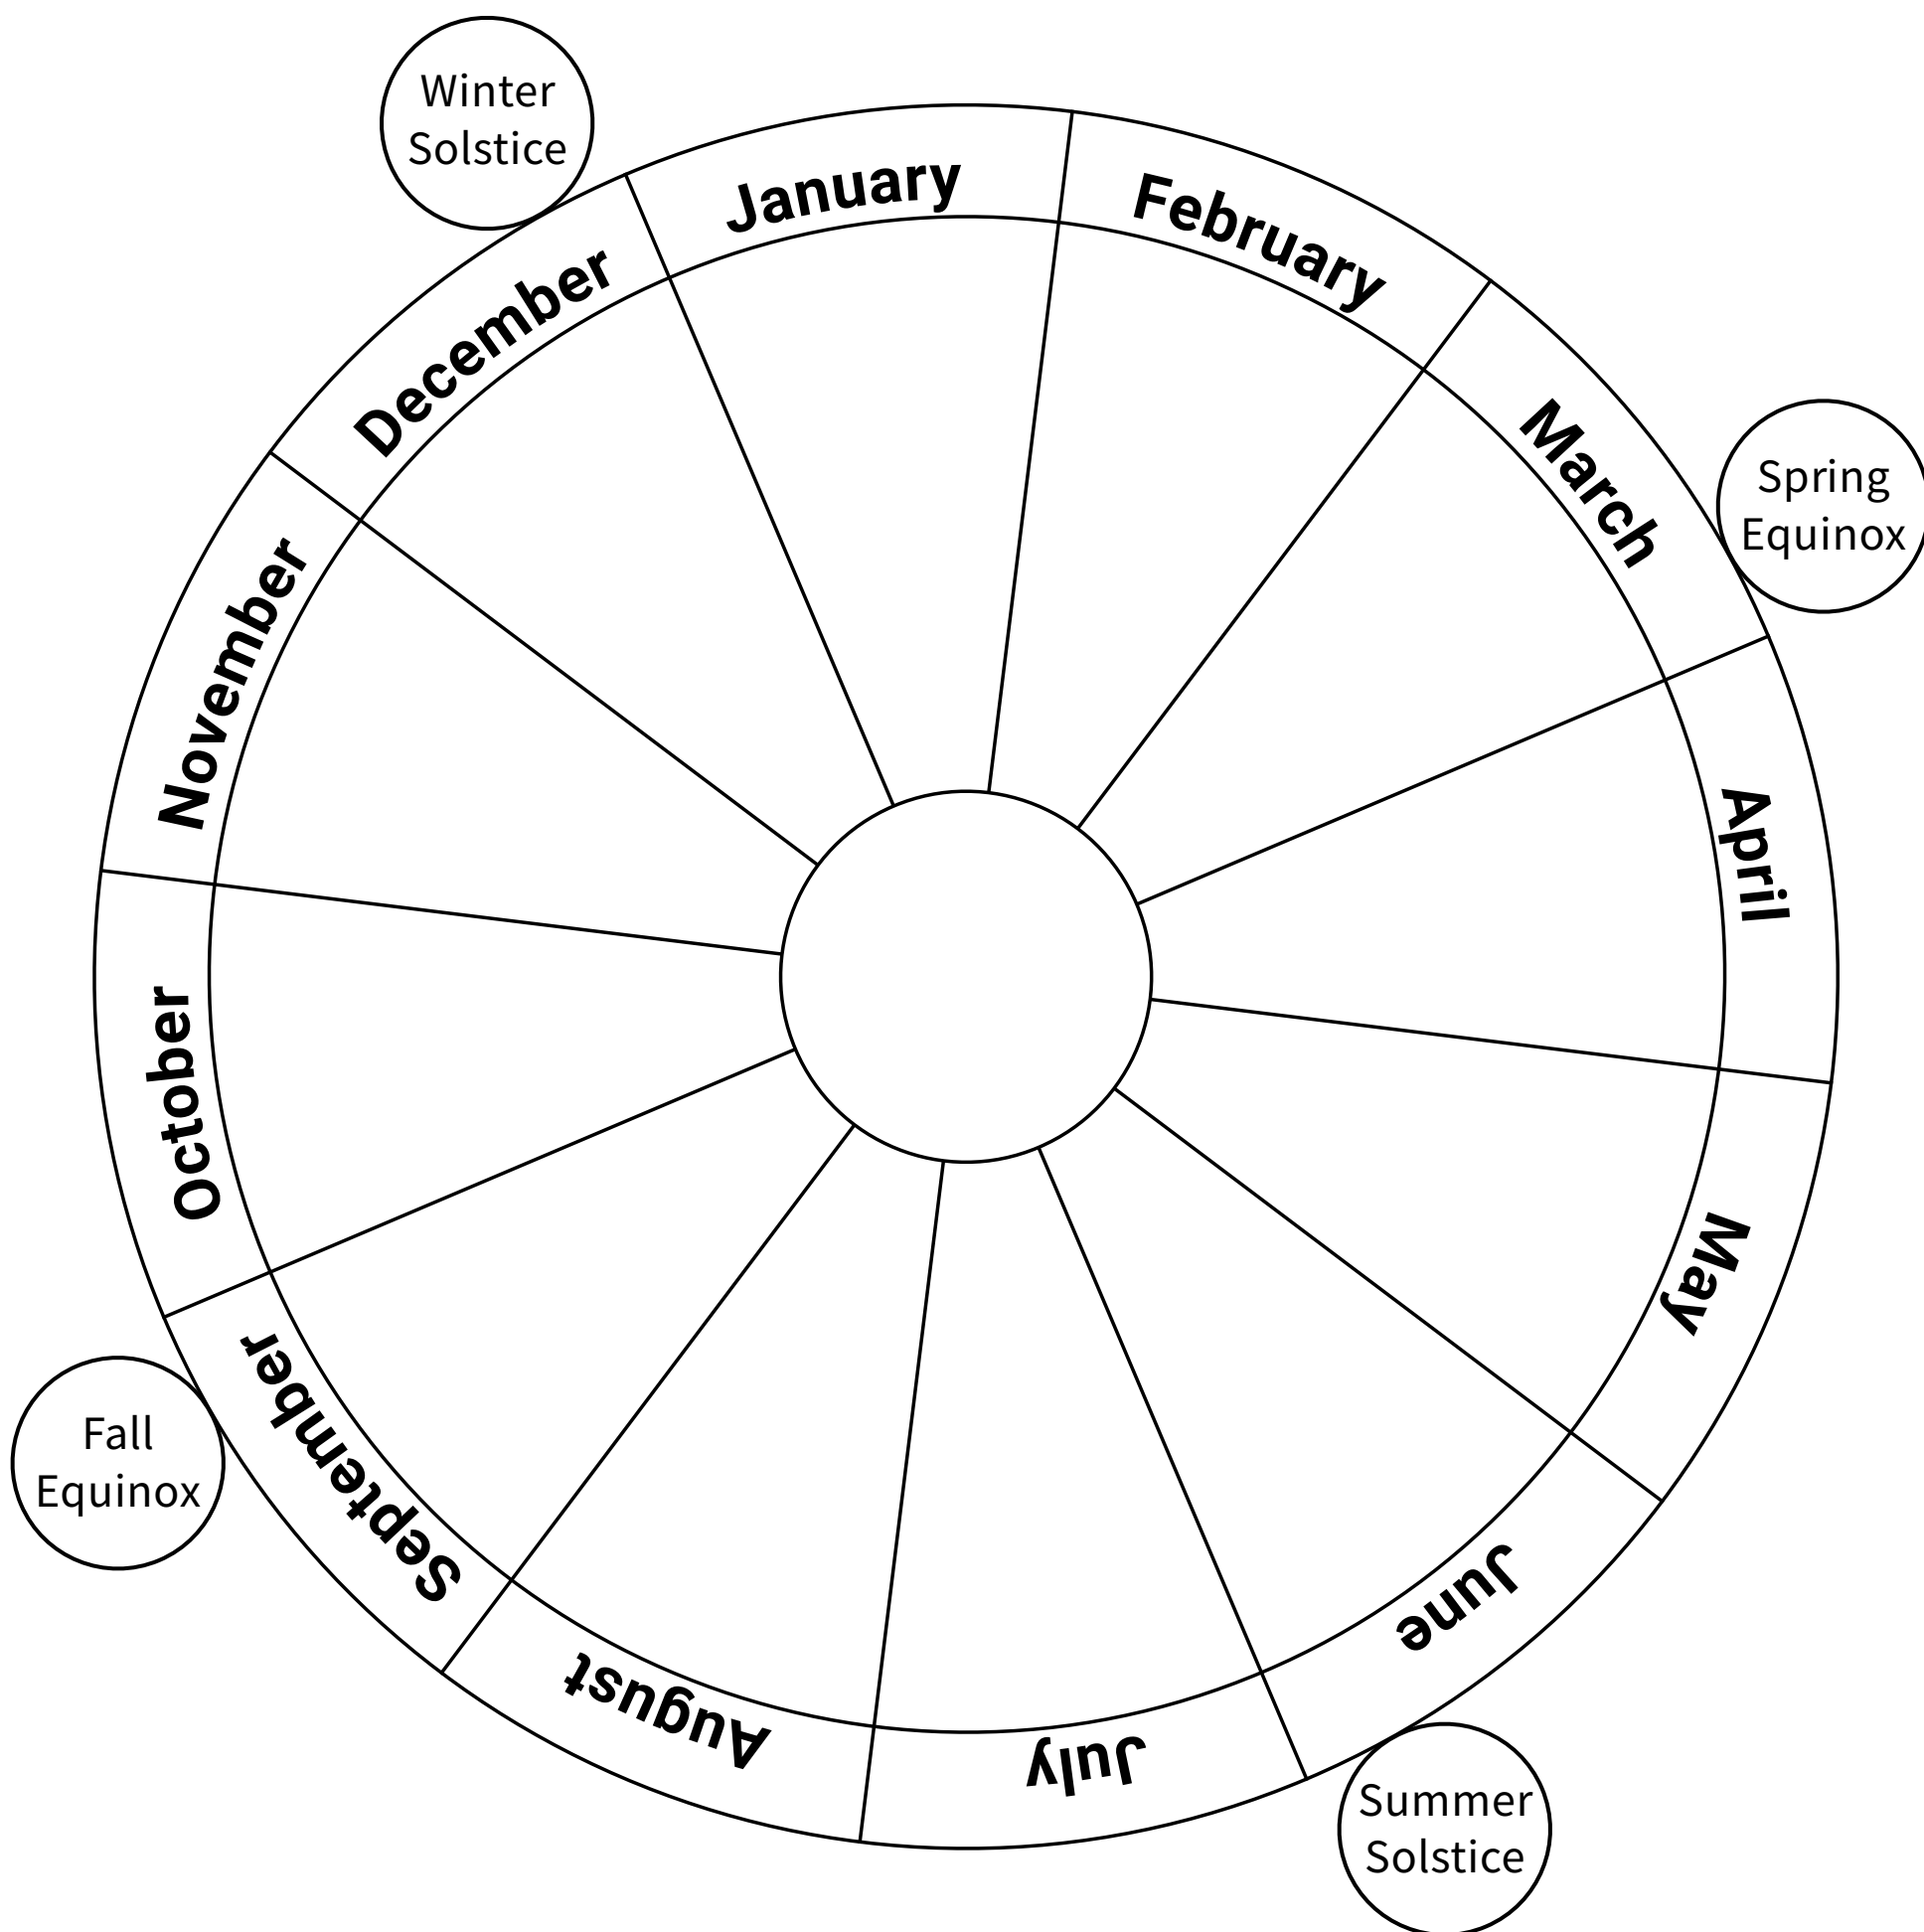 Winter
Solstice
January
February
March
Spring
Equinox
April
May
June
Summer
Solstice
July
August
September
Fall
Equinox
October
November
December